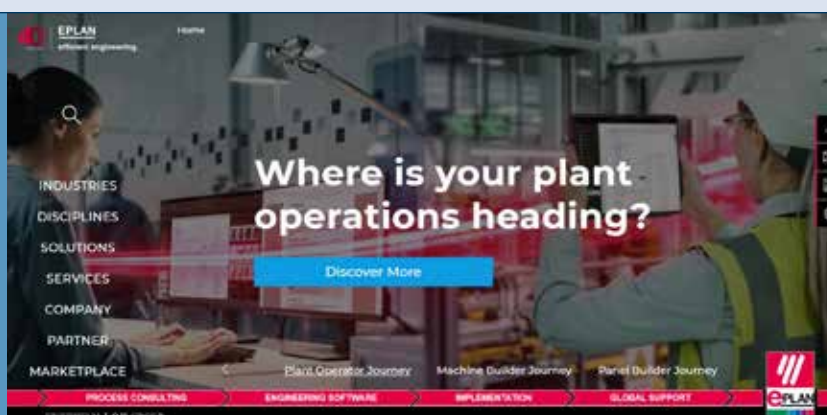 EPLAN
efficient engineering.
Home
Where is your plant
operations heading?
Discover More
INDUSTRIES
DISCIPLINES
SOLUTIONS
SERVICES
COMPANY
PARTNER
MARKETPLACE
Plant Operator Journey
Machine Builder Journey
Panel Builder Journey
PROCESS CONSULTING
ENGINEERING SOFTWARE
IMPLEMENTATION
GLOBAL SUPPORT
ePLAN